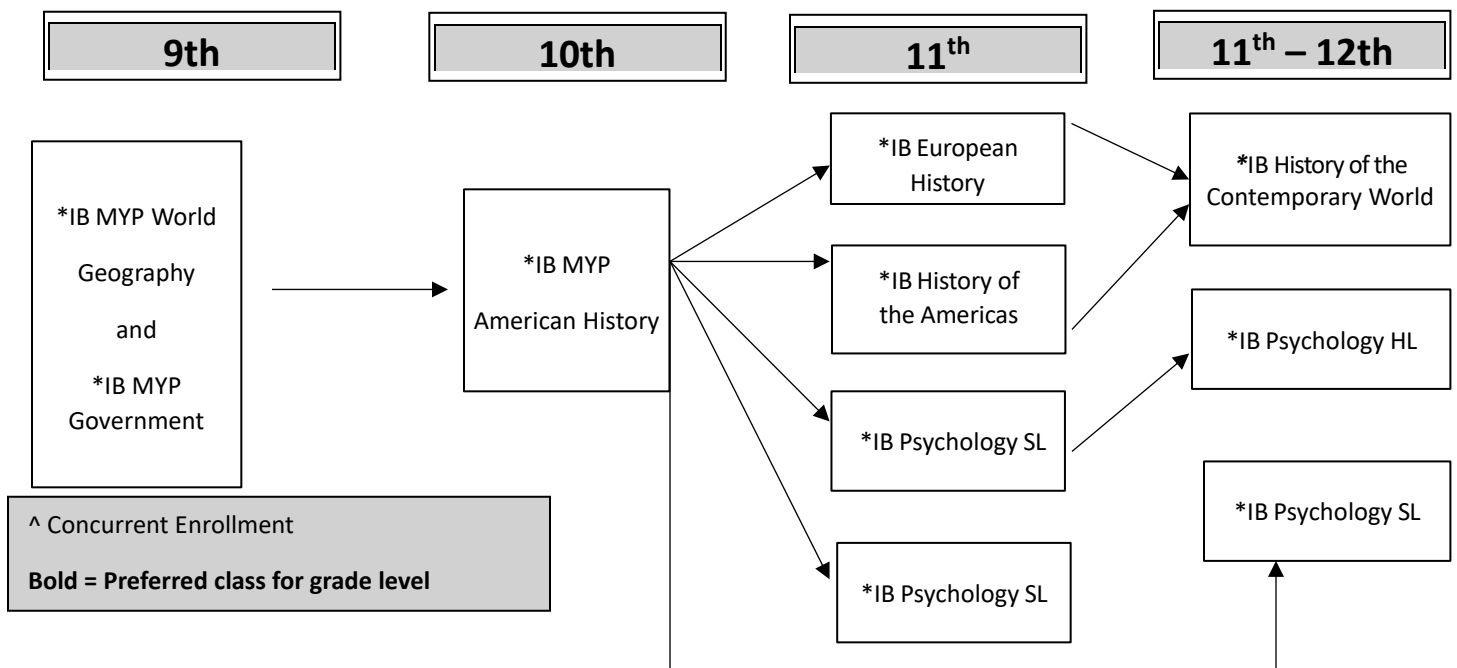 9th
10th
11th
11th – 12th
*IB MYP World
Geography
and
*IB MYP
Government
*IB MYP
American History
*IB European
History
*IB History of
the Americas
*IB Psychology SL
*IB Psychology SL
*IB History of the
Contemporary World
*IB Psychology HL
*IB Psychology SL
^ Concurrent Enrollment
Bold = Preferred class for grade level